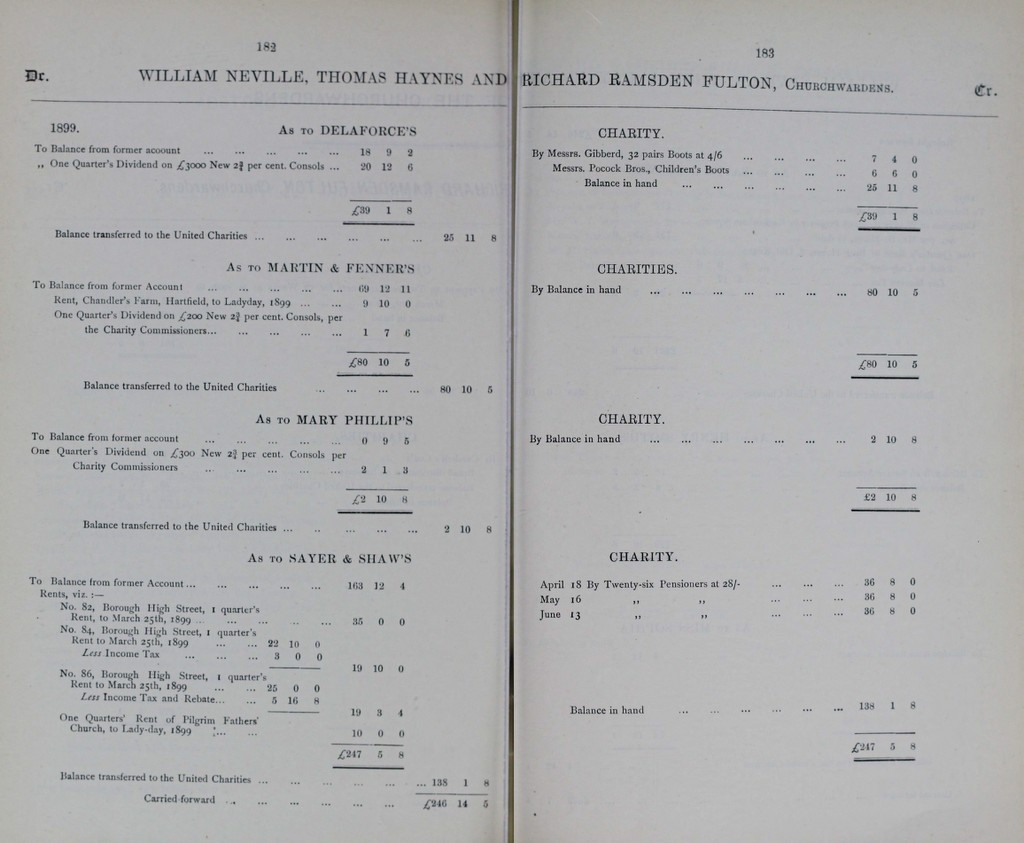 182
Dr. WILLIAM NEVILLE, THOMAS HAYNES AND
1899. As to DELAFORCE'S
To Balance from former acoount ... ... ... ... ... 18 9 2
,, One Quarter's Dividend on £3000 New 2¾ per cent. Consols ... 20 12 6
£39 1 8
Balance transferred to the United Charities ... ... ... ... ... ... 25 11 8
As to MARTIN & FENNER'S
To Balance from former Account ... ... ... ... ... 69 12 11
Rent, Chandler's Farm, Hartfield, to Ladyday, 1899 ... ... 9 10 0
One Quarter's Dividend on £200 New 2¾ per cent. Consols, per
the Charity Commissioners... ... ... ... ... 1 7 6
£80 10 5
Balance transferred to the United Charities ... ... ... ... 80 10 5
As to MARY PHILLIP'S
To Balance from former account ... ... ... ... ... 0 9 5
One Quarter's Dividend on £300 New 2¾ per cent. Consols per
Charity Commissioners ... ... ... ... ... 2 1 3
£2 10 8
Balance transferred to the United Charities ... .. ... ... ... 2 10 8
As to SAYER & SHAW'S
To Balance from former Account ... ... ... ... ... 163 12 4
Rents, viz. :—
No. 82, Borough High Street, 1 quarter's
Rent, to March 25th, 1899 .. ... ... ... ... 35 0 0
No. 84, Borough High Street, 1 quarter's
Rent to March 25th, 1899 ... ... 22 10 0
Less Income Tax ... ... ... 3 0 0
19 10 0
No. 86, Borough High Street, 1 quarter's
Rent to March 25th, 1899 ... ... 25 0 0
Less Income Tax and Rebate... ... 5 16 8
19 3 4
One Quarters' Rent of Pilgrim Fathers'
Church, to Lady-day, 1899 ... ... 10 0 0
£247 5 8
Balance transferred to the United Charities ... ... ... ... ... ... 138 1 8
Carried forward ... ... ... ... ... ... £246 14 5
183
RICHARD RAMSDEN FULTON, Churchwardens. Cr.
CHARITY.
By Messrs. Gibberd, 32 pairs Boots at 4/6 ... ... ... ... 7 4 0
Messrs. Pocock Bros., Children's Boots ... ... ... ... 6 6 0
Balance in hand ... ... ... ... ... ... 25 11 8
£39 1 8
CHARITIES.
By Balance in hand ... ... ... ... ... ... ... 80 10 5
£80 10 5
CHARITY.
By Balance in hand ... ... ... ... ... ... ... 2 10 8
£2 10 8
CHARITY.
April 18 By Twenty-six Pensioners at 28/- ... ... ... 36 8 0
May 16 ,, ,, ... ... ... 36 8 0
June 13 ,, ,, ... ... ... 36 8 0
Balance in hand ... ... ... ... ... ... 138 1 8
£247 5 8